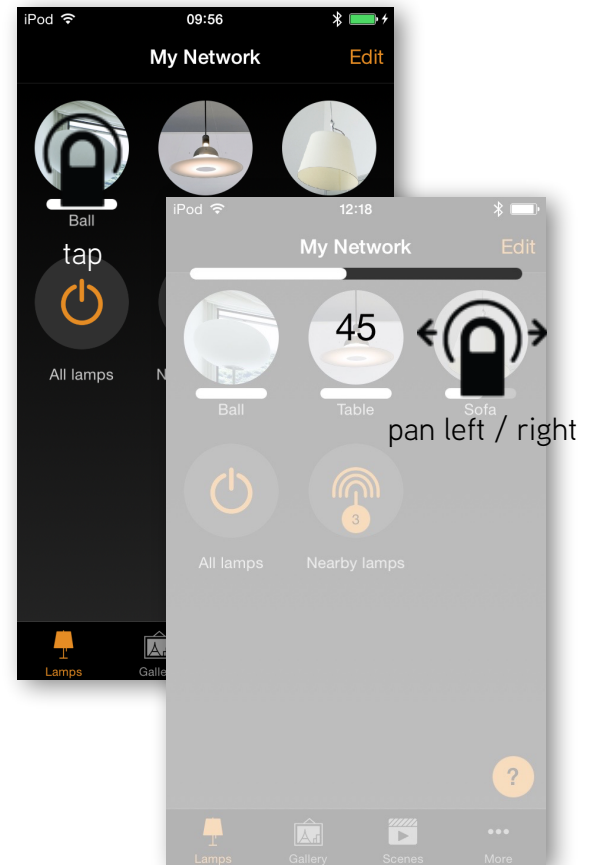 iPod 09:56
My Network Edit
Ball
tap
All lamps N
Lamps Galle
iPod 12:18
My Network Edit
45
Ball Table Sofa
pan left / right
3
All lamps Nearby lamps
?
Lamps Gallery Scenes More